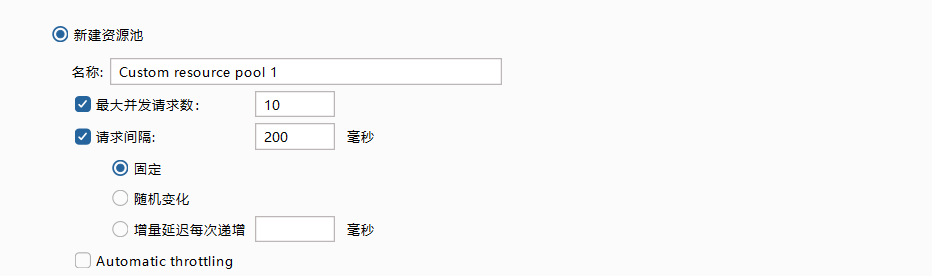 新建资源池
名称: Custom resource pool 1
最大并发请求数: 10
请求间隔: 200 毫秒
固定
随机变化
增量延迟每次递增 毫秒
Automatic throttling